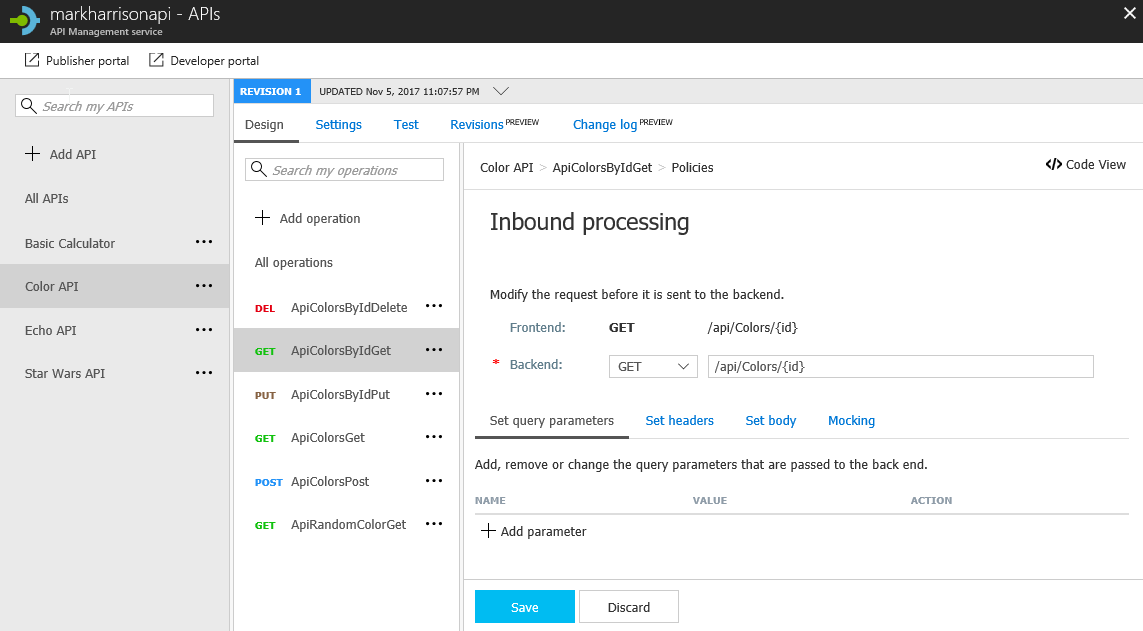 markharrisonapi - APIs
API Management service
Publisher portal
Developer portal
Search my APIs
Add API
All APIs
Basic Calculator
Color API
Echo API
Star Wars API
REVISION 1 UPDATED Nov 5, 2017 11:07:57 PM
Design Settings Test Revisions PREVIEW Change log PREVIEW
Search my operations
Add operation
All operations
DEL ApiColorsByIdDelete
GET ApiColorsByIdGet
PUT ApiColorsByIdPut
GET ApiColorsGet
POST ApiColorsPost
GET ApiRandomColorGet
Color API > ApiColorsByIdGet > Policies
</> Code View
Inbound processing
Modify the request before it is sent to the backend.
Frontend: GET /api/Colors/{id}
* Backend: GET /api/Colors/{id}
Set query parameters Set headers Set body Mocking
Add, remove or change the query parameters that are passed to the back end.
NAME VALUE ACTION
Add parameter
Save Discard